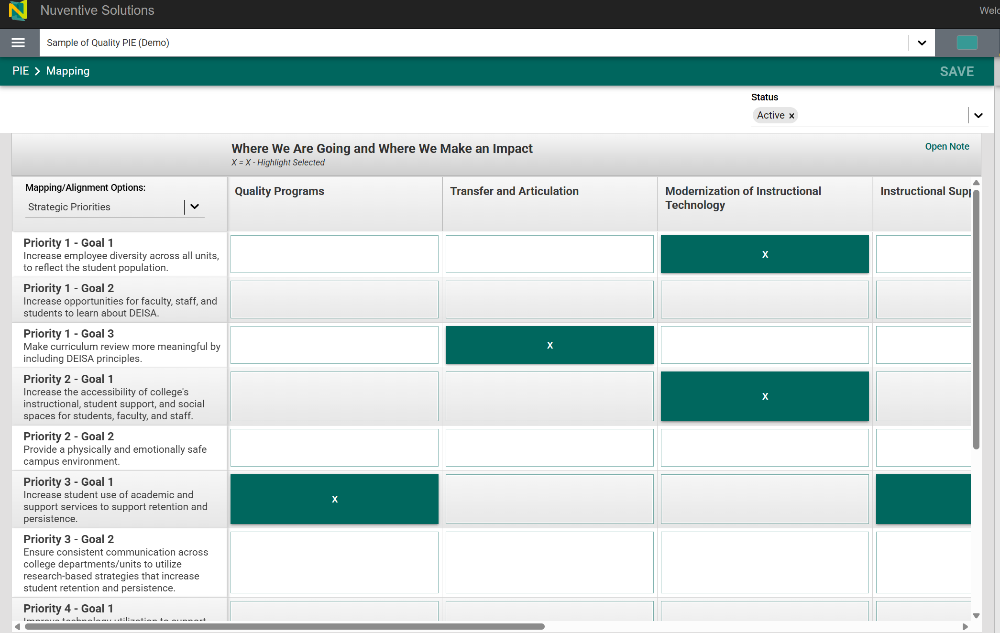 Nuventive Solutions
Sample of Quality PIE (Demo)
PIE > Mapping
SAVE
Status
Active x
Where We Are Going and Where We Make an Impact
X = X - Highlight Selected
Open Note
Mapping/Alignment Options:
Strategic Priorities
Quality Programs
Transfer and Articulation
Modernization of Instructional
Technology
Instructional
Priority 1 - Goal 1
Increase employee diversity across all units,
to reflect the student population.
X
Priority 1 - Goal 2
Increase opportunities for faculty, staff, and
students to learn about DEISA.
Priority 1 - Goal 3
Make curriculum review more meaningful by
including DEISA principles.
X
Priority 2 - Goal 1
Increase the accessibility of college's
instructional, student support, and social
spaces for students, faculty, and staff.
X
Priority 2 - Goal 2
Provide a physically and emotionally safe
campus environment.
Priority 3 - Goal 1
Increase student use of academic and
support services to support retention and
persistence.
X
Priority 3 - Goal 2
Ensure consistent communication across
college departments/units to utilize
research-based strategies that increase
student retention and persistence.
Priority 4 - Goal 1
Improve technology utilization to support